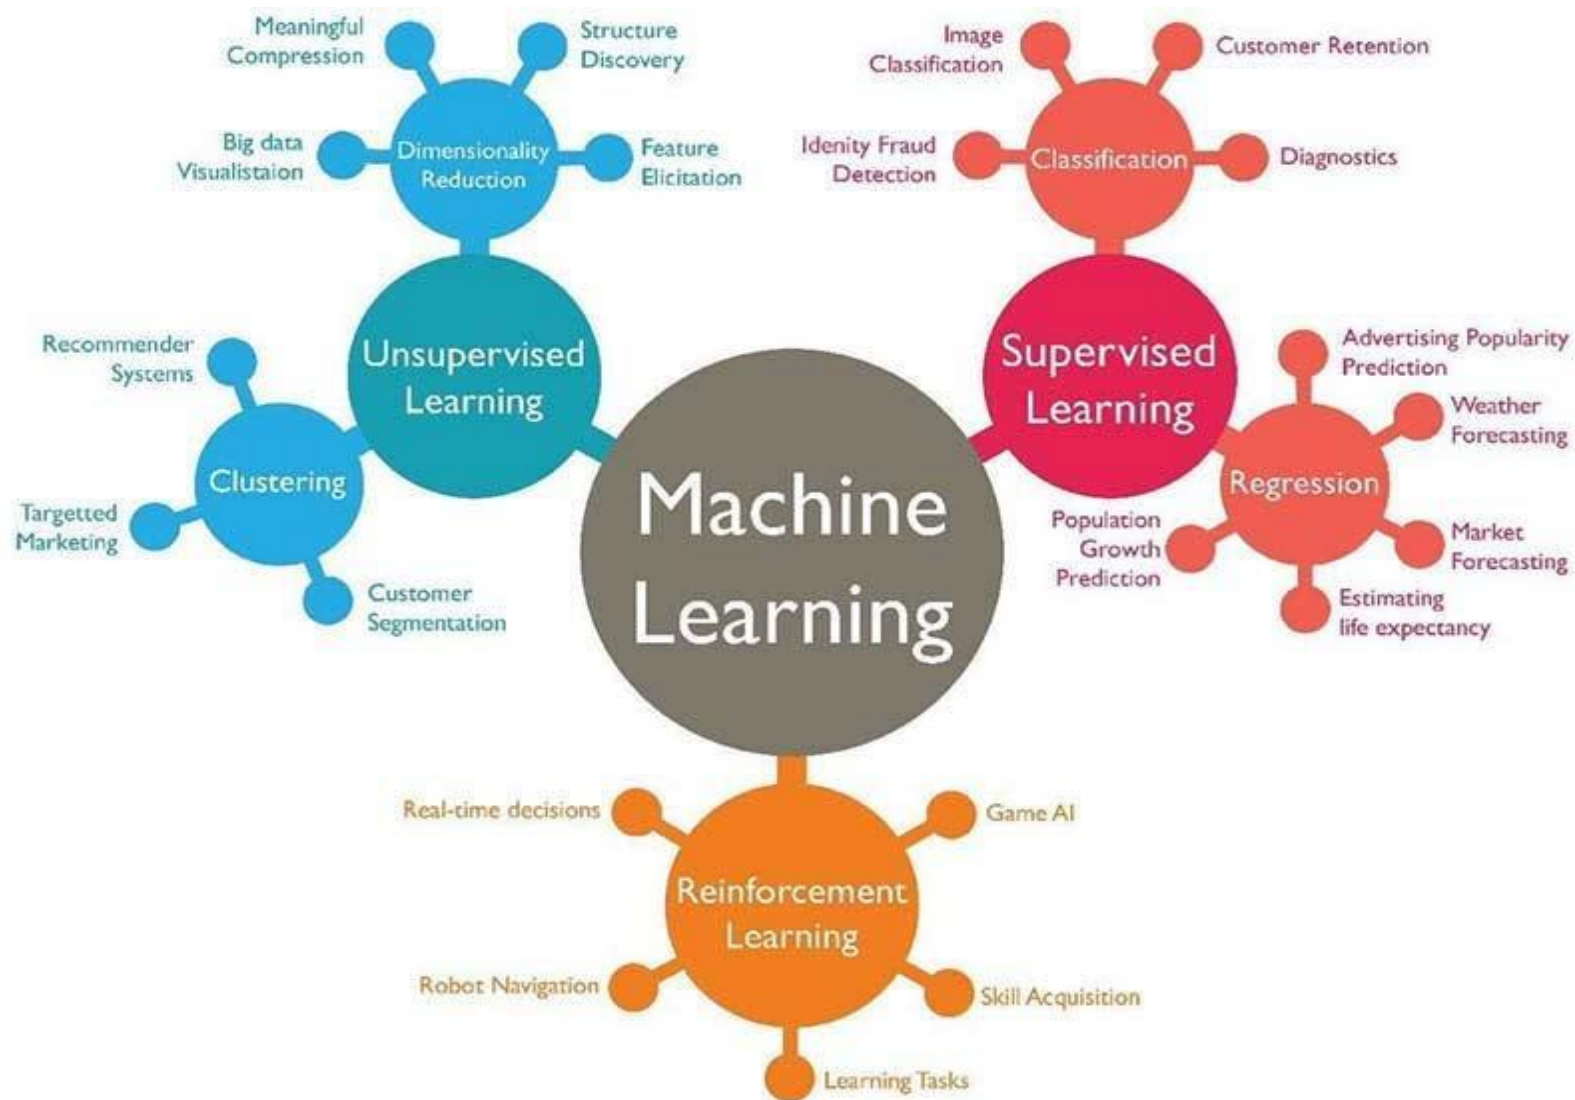 Meaningful
Compression
Structure
Discovery
Big data
Visualistaion
Dimensionality
Reduction
Feature
Elicitation
Image
Classification
Customer Retention
Idenity Fraud
Detection
Classification
Diagnostics
Recommender
Systems
Unsupervised
Learning
Clustering
Targetted
Marketing
Customer
Segmentation
Supervised
Learning
Advertising Popularity
Prediction
Weather
Forecasting
Regression
Population
Growth
Prediction
Market
Forecasting
Estimating
life expectancy
Machine
Learning
Real-time decisions
Game AI
Reinforcement
Learning
Robot Navigation
Skill Acquisition
Learning Tasks